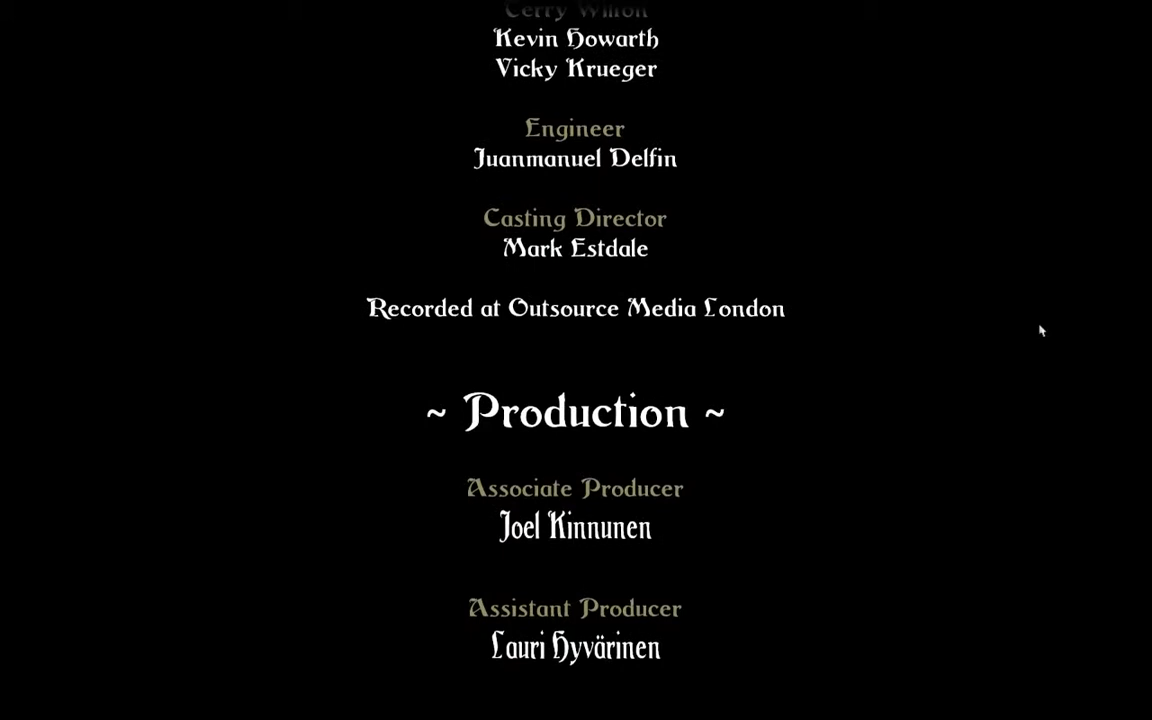 Kevin Howarth
Vicky Krueger
Engineer
Juanmanuel Delfin
Casting Director
Mark Estdale
Recorded at Outsource Media London
~ Production ~
Associate Producer
Joel Kinnunen
Assistant Producer
Lauri Hyvärinen